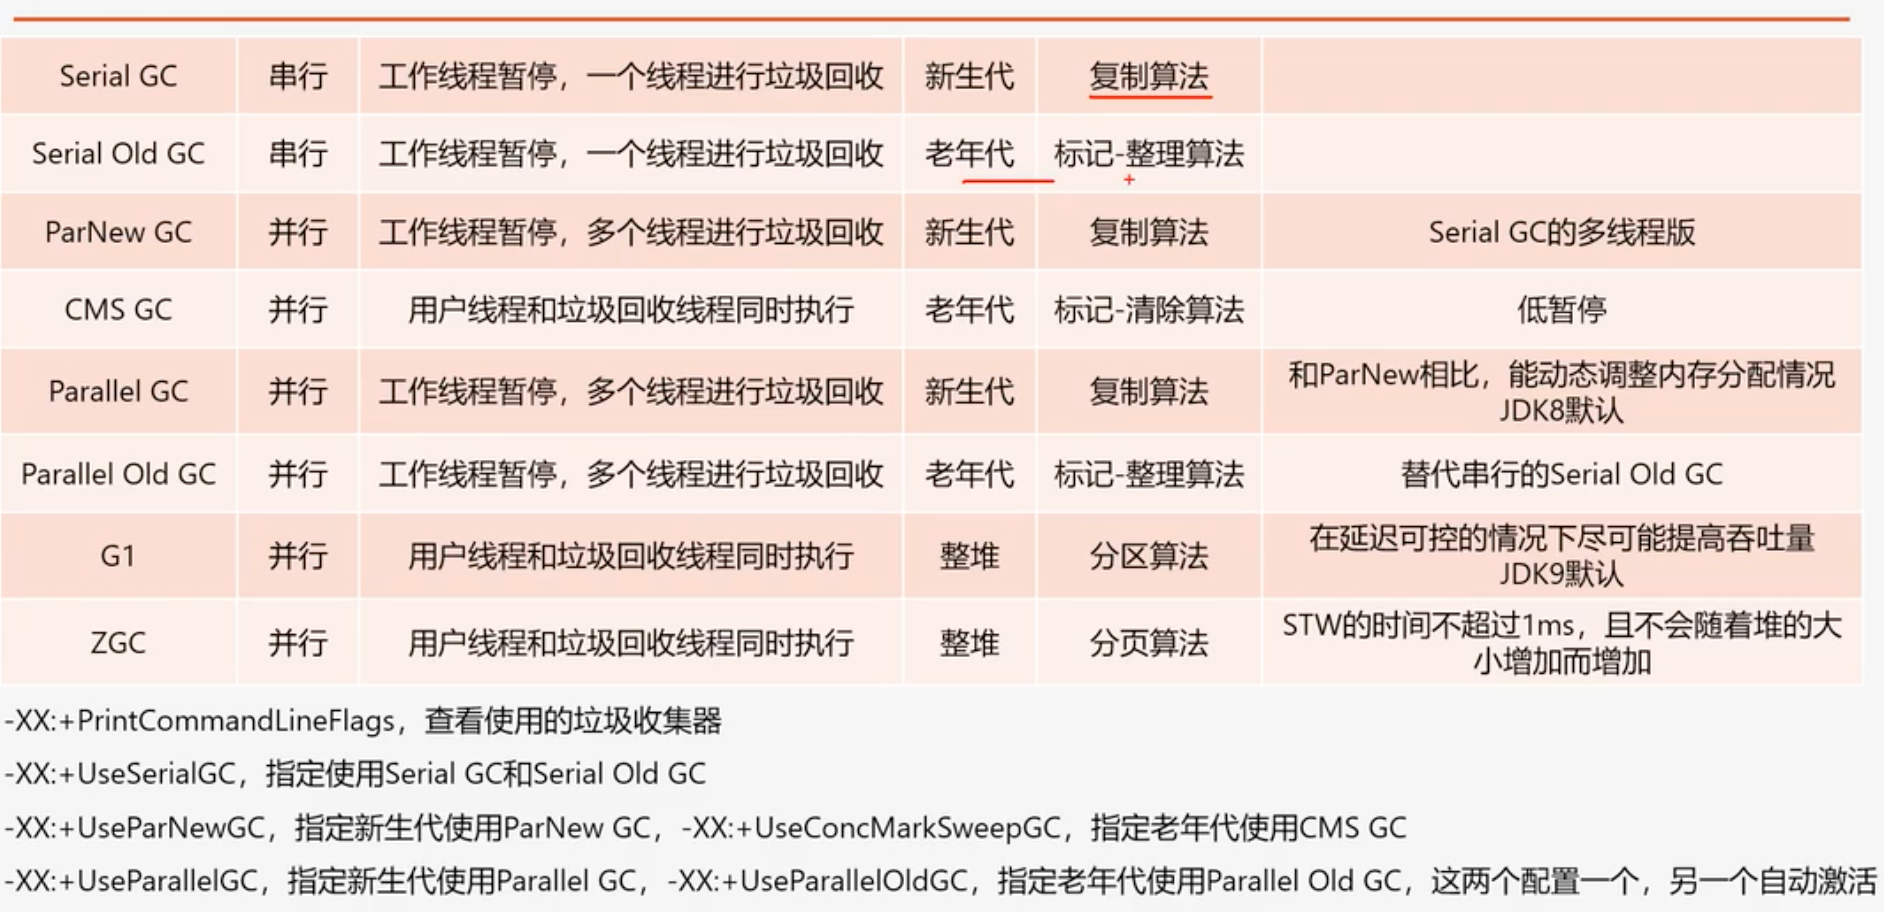 Serial GC 串行 工作线程暂停，一个线程进行垃圾回收 新生代 复制算法
Serial Old GC 串行 工作线程暂停，一个线程进行垃圾回收 老年代 标记-整理算法
ParNew GC 并行 工作线程暂停，多个线程进行垃圾回收 新生代 复制算法 Serial GC的多线程版
CMS GC 并行 用户线程和垃圾回收线程同时执行 老年代 标记-清除算法 低暂停
Parallel GC 并行 工作线程暂停，多个线程进行垃圾回收 新生代 复制算法 和ParNew相比，能动态调整内存分配情况
JDK8默认
Parallel Old GC 并行 工作线程暂停，多个线程进行垃圾回收 老年代 标记-整理算法 替代串行的Serial Old GC
G1 并行 用户线程和垃圾回收线程同时执行 整堆 分区算法 在延迟可控的情况下尽可能提高吞吐量
JDK9默认
ZGC 并行 用户线程和垃圾回收线程同时执行 整堆 分页算法 STW的时间不超过1ms，且不会随着堆的大
小增加而增加
-XX:+PrintCommandLineFlags，查看使用的垃圾收集器
-XX:+UseSerialGC，指定使用Serial GC和Serial Old GC
-XX:+UseParNewGC，指定新生代使用ParNew GC，-XX:+UseConcMarkSweepGC，指定老年代使用CMS GC
-XX:+UseParallelGC，指定新生代使用Parallel GC，-XX:+UseParallelOldGC，指定老年代使用Parallel Old GC，这两个配置一个，另一个自动激活